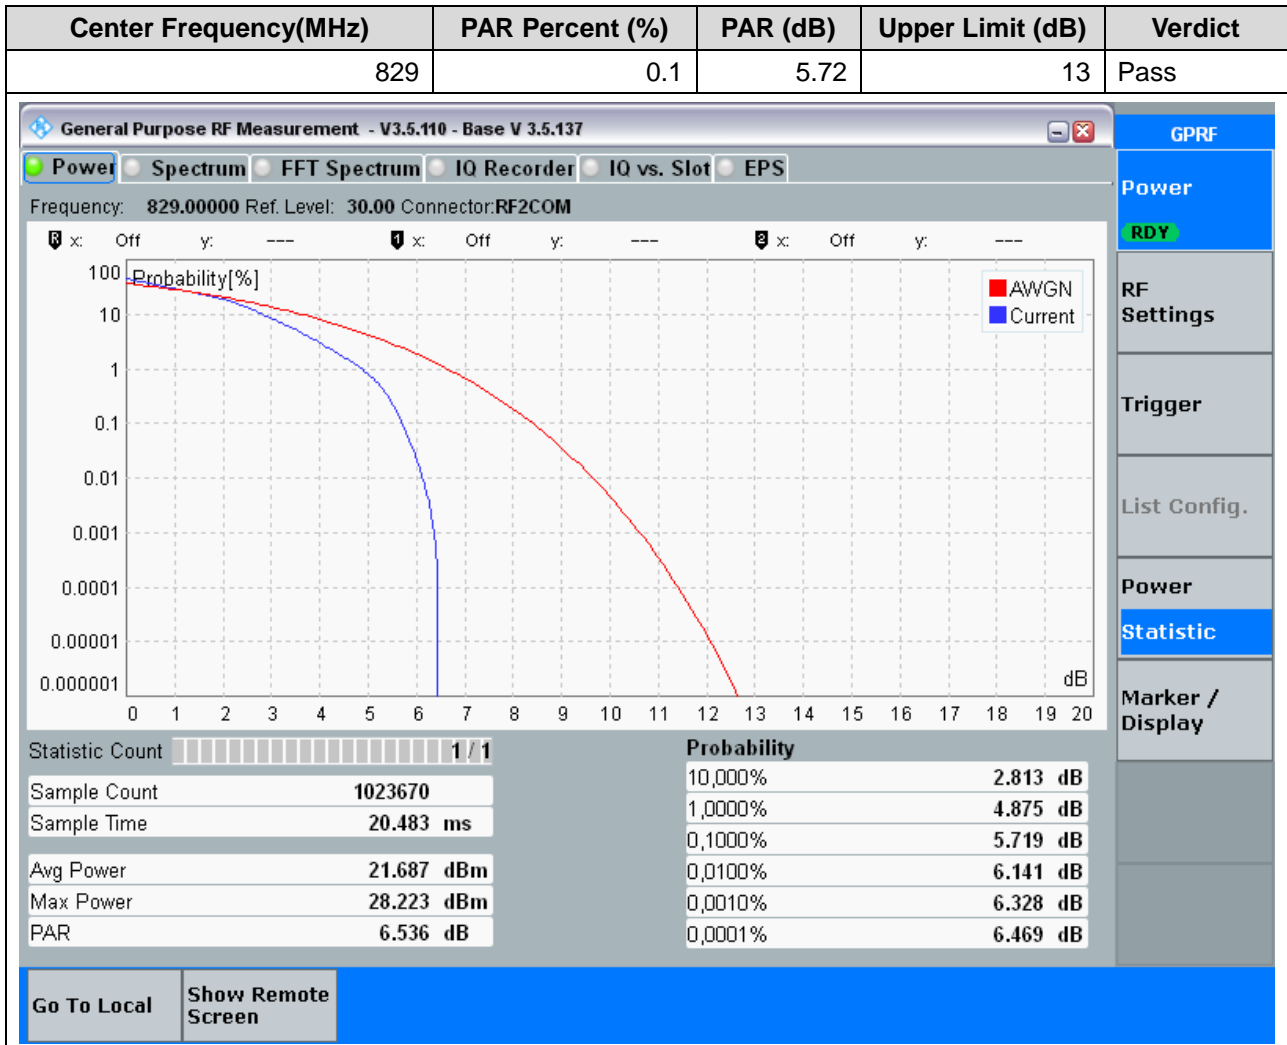 Center Frequency(MHz) PAR Percent (%) PAR (dB) Upper Limit (dB) Verdict
829 0.1 5.72 13 Pass
General Purpose RF Measurement - V3.5.110 - Base V 3.5.137
GPRF
Power Spectrum FFT Spectrum IQ Recorder IQ vs. Slot EPS
Power
RDY
Frequency: 829.00000 Ref. Level: 30.00 Connector:RF2COM
R x: Off y: --- 1 x: Off y: --- 2 x: Off y: ---
Probability[%]
AWGN
Current
100
10
1
0.1
0.01
0.001
0.0001
0.00001
0.000001
dB
0 1 2 3 4 5 6 7 8 9 10 11 12 13 14 15 16 17 18 19 20
RF
Settings
Trigger
List Config.
Power
Statistic
Marker /
Display
Statistic Count 1 / 1
Sample Count 1023670
Sample Time 20.483 ms
Avg Power 21.687 dBm
Max Power 28.223 dBm
PAR 6.536 dB
Probability
10,000% 2.813 dB
1,0000% 4.875 dB
0,1000% 5.719 dB
0,0100% 6.141 dB
0,0010% 6.328 dB
0,0001% 6.469 dB
Go To Local
Show Remote
Screen